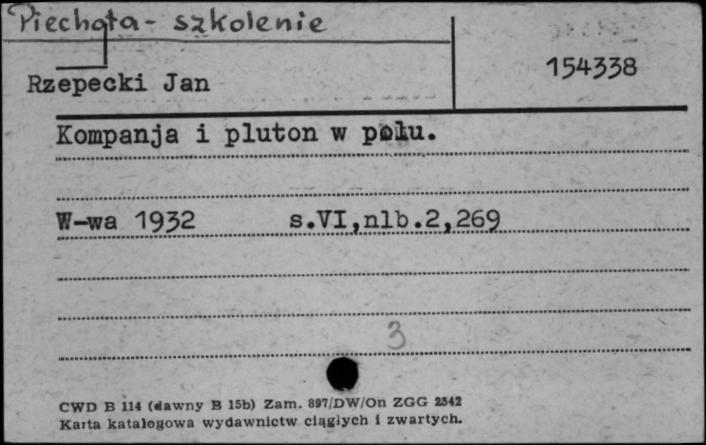 Piechota - szkolenie
154338
Rzepecki Jan
Kompanja i pluton w polu.
W-wa 1932 s.VI,nlb.2,269
3
CWD B 114 (dawny B 15b) Zam. 897/DW/On ZGG 2542
Karta katalogowa wydawnictw ciągłych i zwartych.